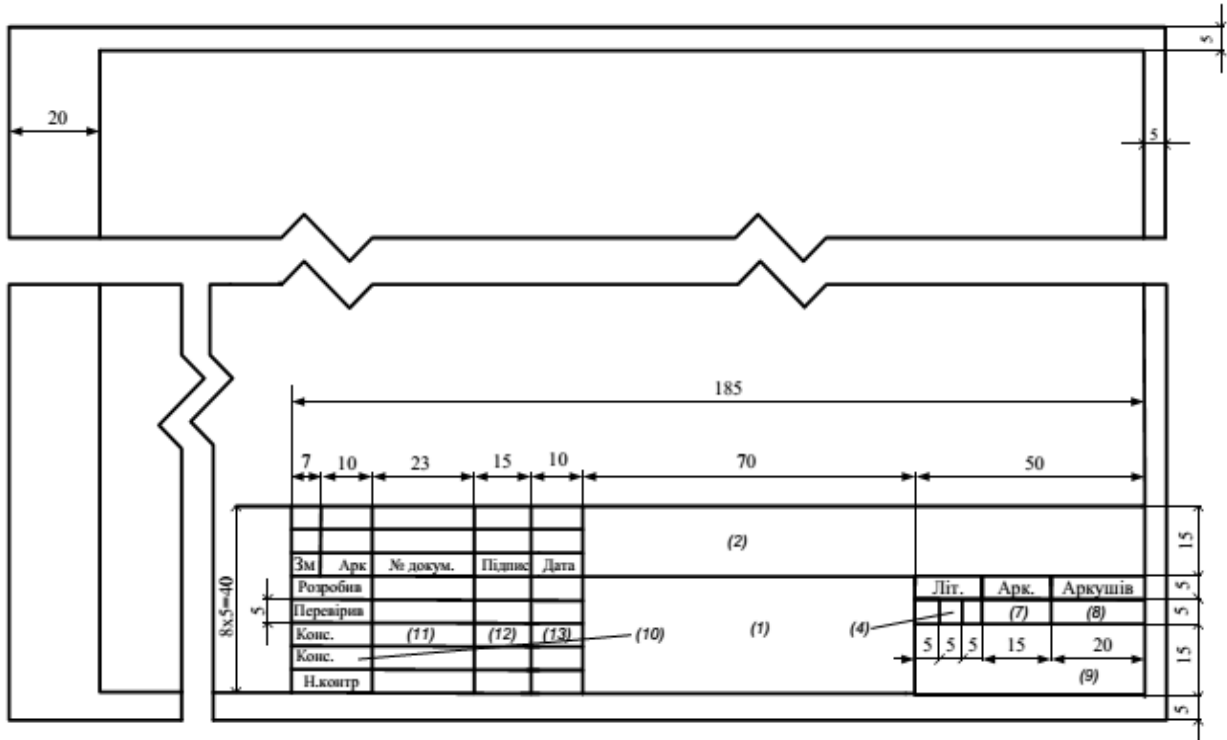 5
20
5
185
7 10 23 15 10 70 50
(2)
15
Зм Арк № докум. Підпис Дата
8х5=40
Розробив
Літ. Арк. Аркушів
5
5
Перевірив
(4) (7) (8)
5
Конс. (11) (12) (13) (10) (1)
5 5 5 15 20
15
Конс.
(9)
Н.контр
5